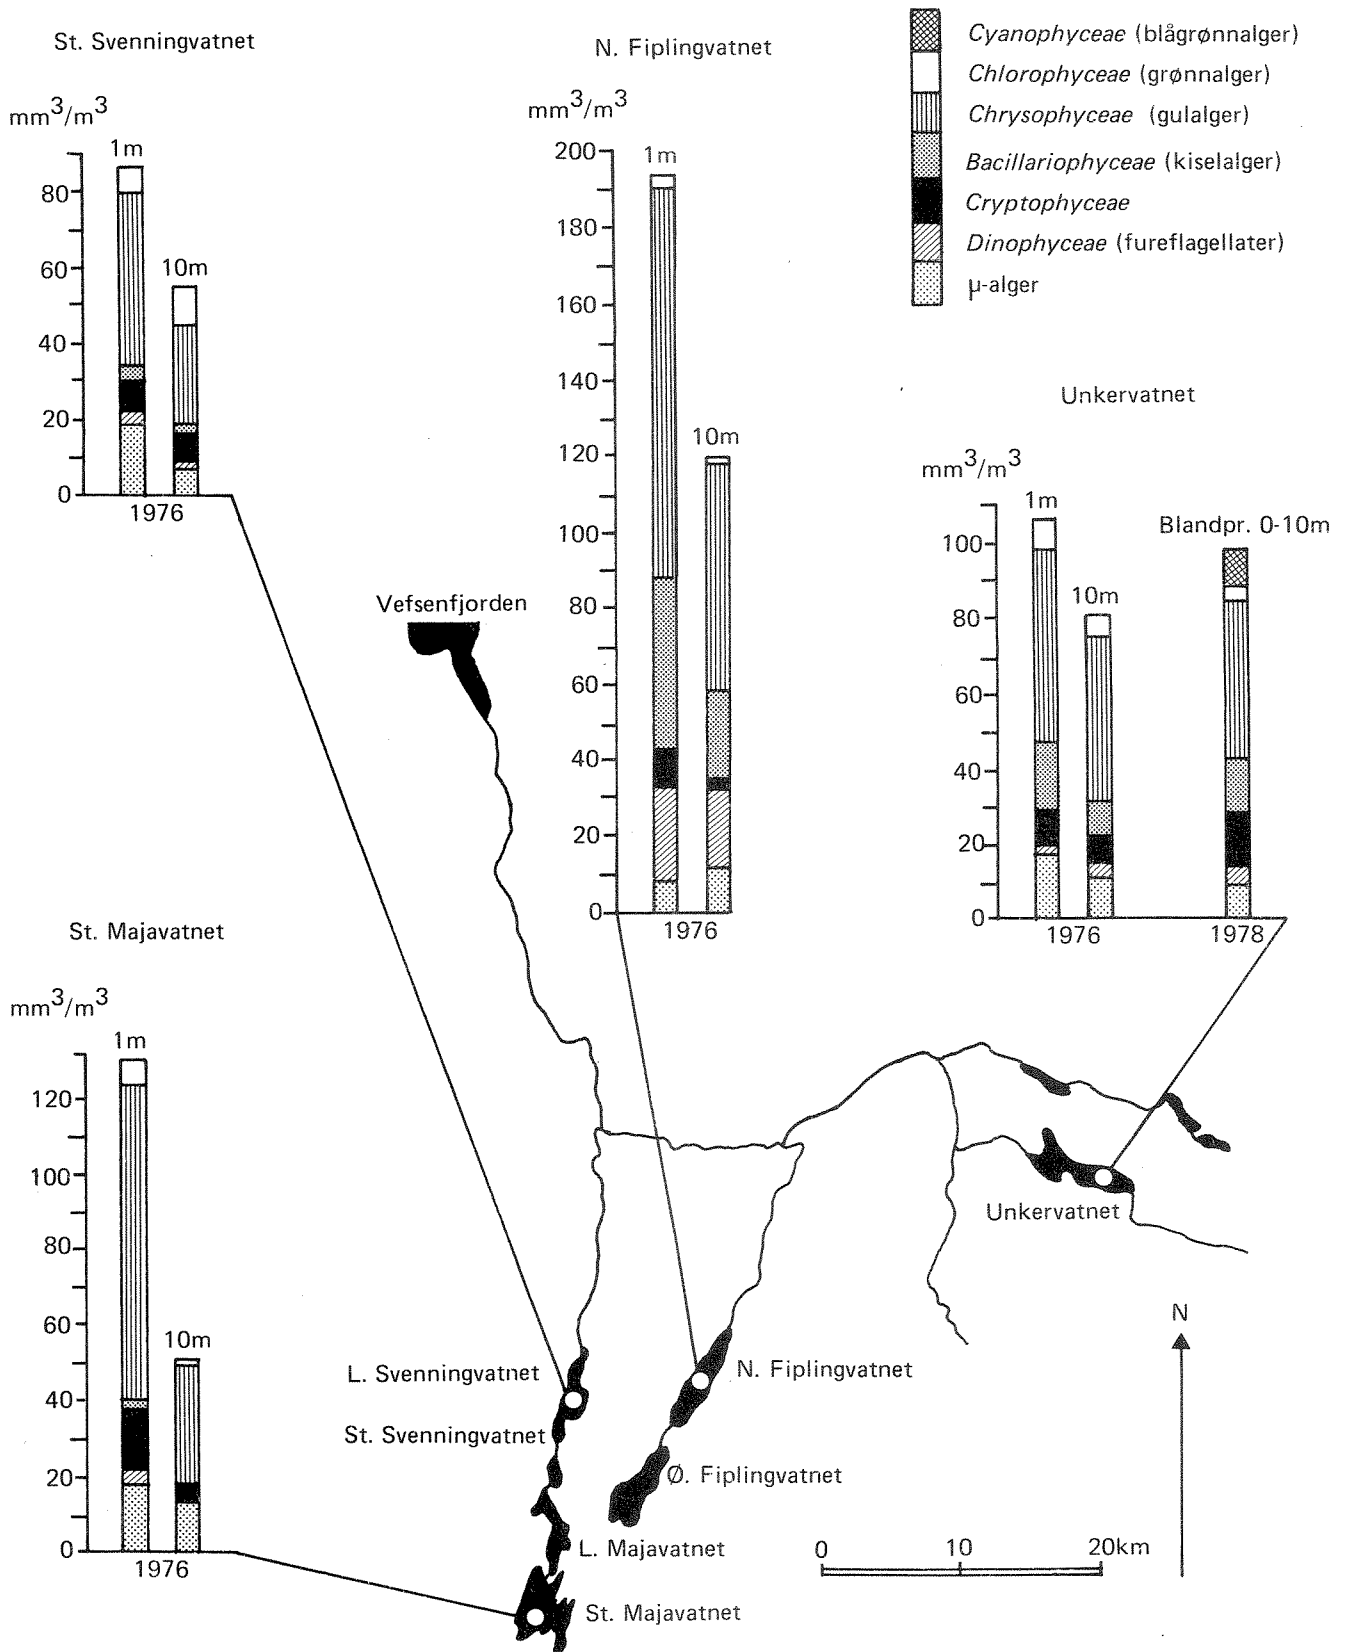 St. Svenningvatnet
mm³/m³
1m
10m
80
60
40
20
0
1976
N. Fiplingvatnet
mm³/m³
1m
10m
200
180
160
140
120
100
80
60
40
20
0
1976
Cyanophyceae (blågrønnalger)
Chlorophyceae (grønnalger)
Chrysophyceae (gulalger)
Bacillariophyceae (kiselalger)
Cryptophyceae
Dinophyceae (fureflagellater)
µ-alger
Unkervatnet
mm³/m³
1m
10m
Blandpr. 0-10m
100
80
60
40
20
0
1976
1978
Vefsenfjorden
St. Majavatnet
mm³/m³
1m
10m
120
100
80
60
40
20
0
1976
Unkervatnet
N
L. Svenningvatnet
N. Fiplingvatnet
St. Svenningvatnet
Ø. Fiplingvatnet
L. Majavatnet
0 10 20km
St. Majavatnet